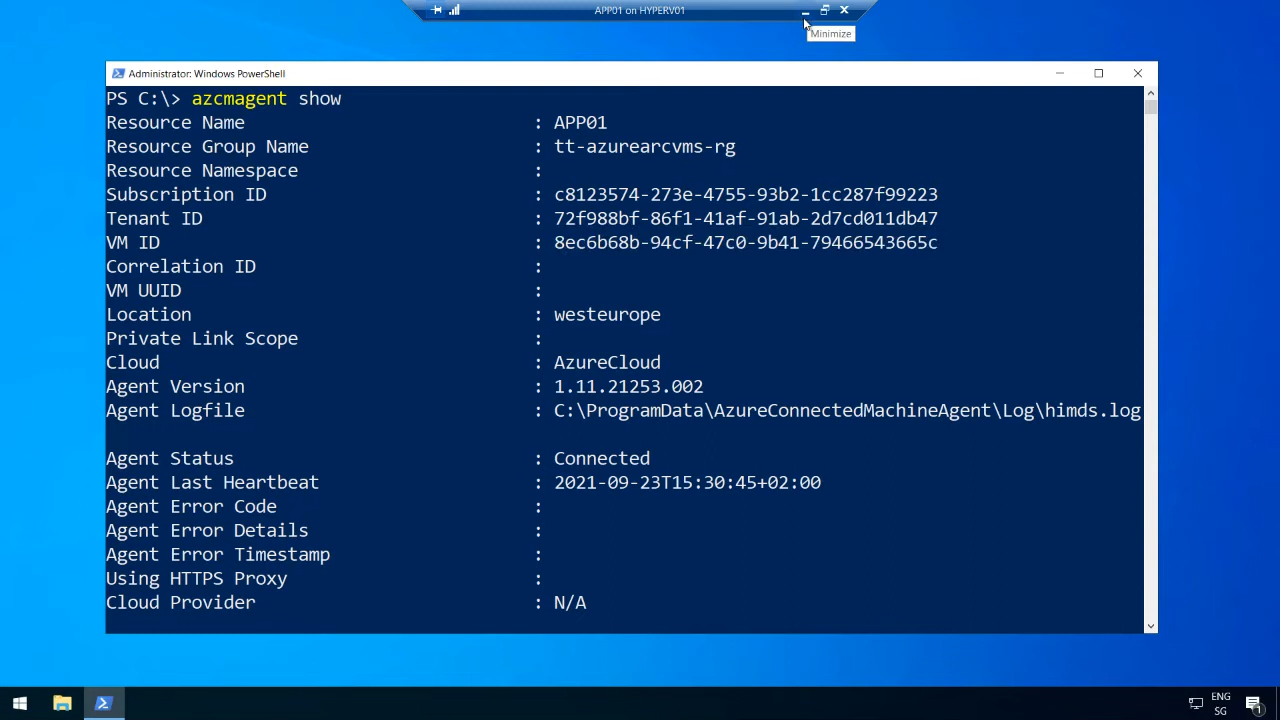 APP01 on HYPERV01
Minimize
Administrator: Windows PowerShell
PS C:\> azcmagent show
Resource Name : APP01
Resource Group Name : tt-azurearcvms-rg
Resource Namespace :
Subscription ID : c8123574-273e-4755-93b2-1cc287f99223
Tenant ID : 72f988bf-86f1-41af-91ab-2d7cd011db47
VM ID : 8ec6b68b-94cf-47c0-9b41-79466543665c
Correlation ID :
VM UUID :
Location : westeurope
Private Link Scope :
Cloud : AzureCloud
Agent Version : 1.11.21253.002
Agent Logfile : C:\ProgramData\AzureConnectedMachineAgent\Log\himds.log
Agent Status : Connected
Agent Last Heartbeat : 2021-09-23T15:30:45+02:00
Agent Error Code :
Agent Error Details :
Agent Error Timestamp :
Using HTTPS Proxy :
Cloud Provider : N/A
ENG
SG
1